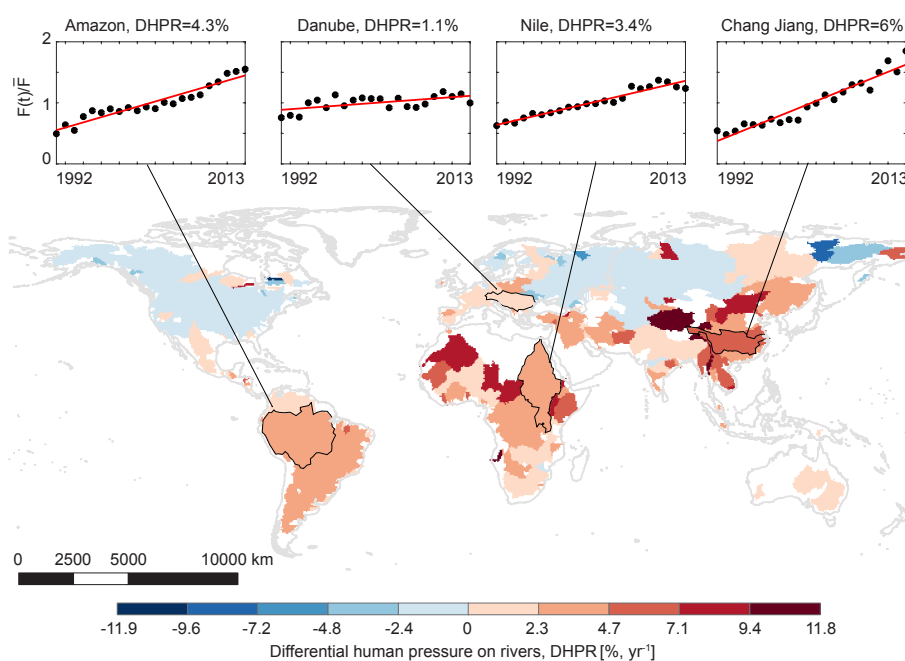 Amazon, DHPR=4.3%
Danube, DHPR=1.1%
Nile, DHPR=3.4%
Chang Jiang, DHPR=6%
2
1
0
F(t)/F̅
1992 2013
1992 2013
1992 2013
1992 2013
0 2500 5000 10000 km
-11.9 -9.6 -7.2 -4.8 -2.4 0 2.3 4.7 7.1 9.4 11.8
Differential human pressure on rivers, DHPR [%, yr⁻¹]